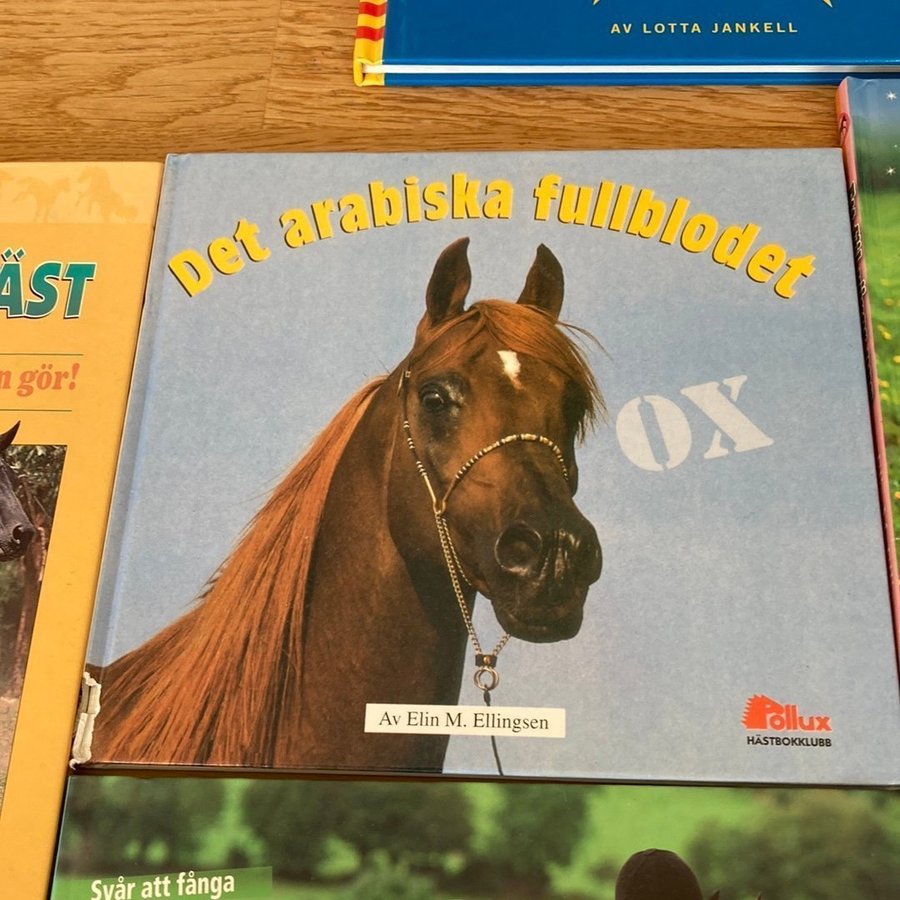 AV LOTTA JANKELL
ÄST
n gör!
Det arabiska fullblodet
OX
Av Elin M. Ellingsen
Pollux
HÄSTBOKKLUBB
Svår att fånga